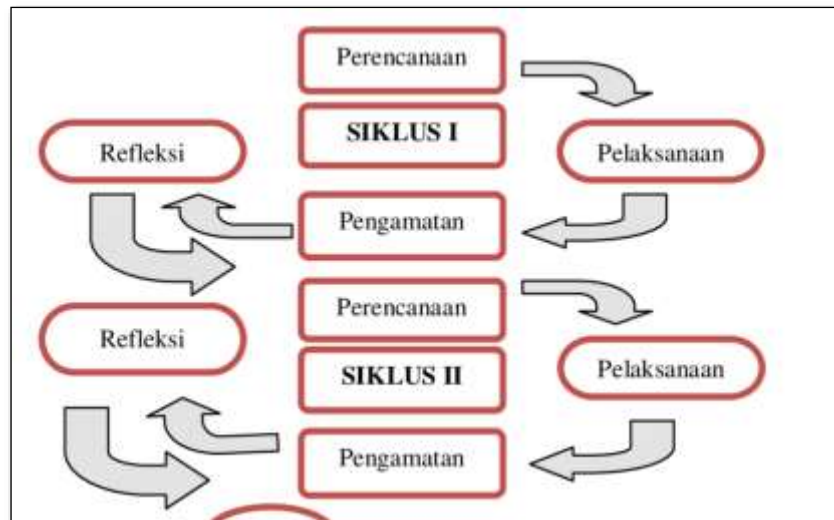 Perencanaan
SIKLUS I
Refleksi
Pelaksanaan
Pengamatan
Perencanaan
Refleksi
SIKLUS II
Pelaksanaan
Pengamatan